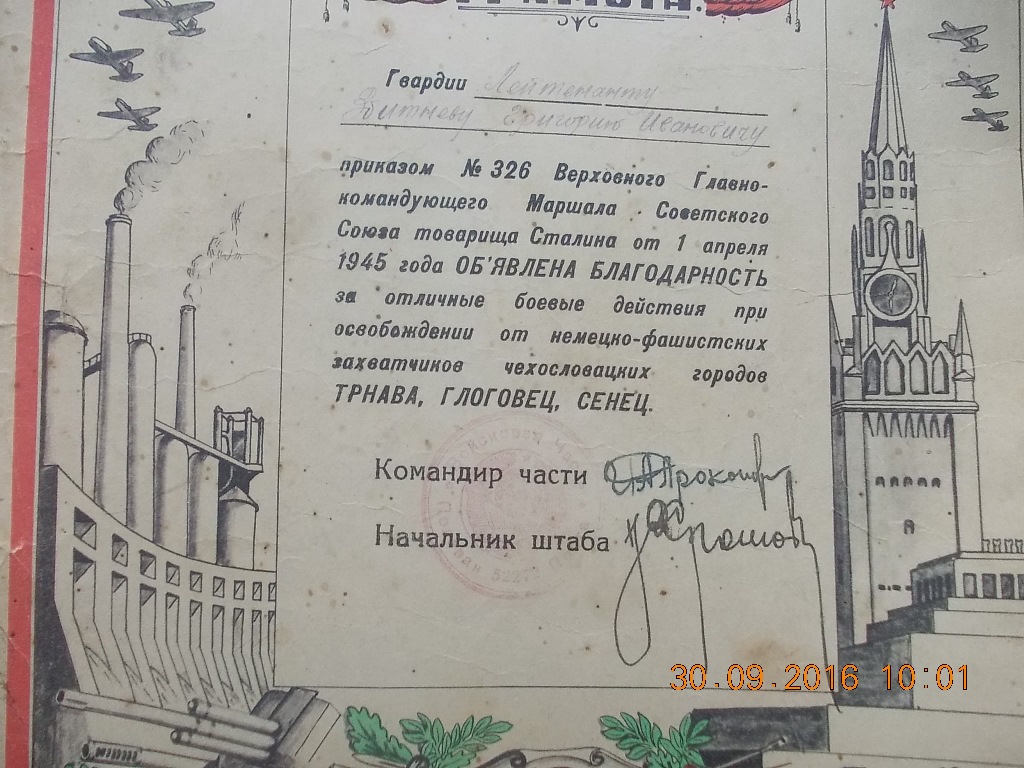 ГРАМОТА.
Гвардии Лейтенанту
Григорию Ивановичу
приказом № 326 Верховного Главно-
командующего Маршала Советского
Союза товарища Сталина от 1 апреля
1945 года ОБ'ЯВЛЕНА БЛАГОДАРНОСТЬ
за отличные боевые действия при
освобождении от немецко-фашистских
захватчиков чехословацких городов
ТРНАВА, ГЛОГОВЕЦ, СЕНЕЦ.
Командир части
Начальник штаба
30.09.2016 10:01